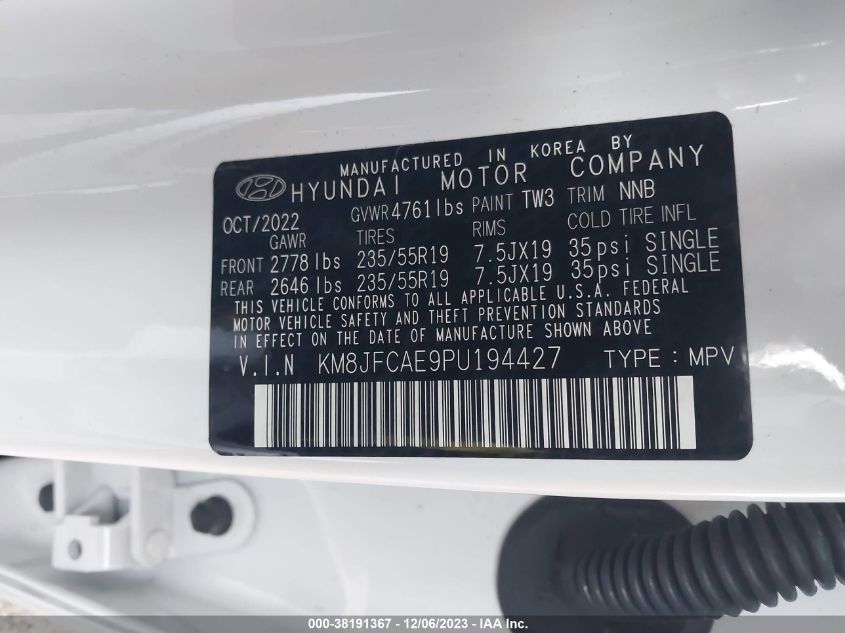 MANUFACTURED IN KOREA BY
HYUNDAI MOTOR COMPANY
OCT/2022 GVWR 4761lbs PAINT TW3 TRIM NNB
GAWR TIRES RIMS COLD TIRE INFL
FRONT 2778 lbs 235/55R19 7.5JX19 35psi SINGLE
REAR 2646 lbs 235/55R19 7.5JX19 35psi SINGLE
THIS VEHICLE CONFORMS TO ALL APPLICABLE U.S.A. FEDERAL
MOTOR VEHICLE SAFETY AND THEFT PREVENTION STANDARDS
IN EFFECT ON THE DATE OF MANUFACTURE SHOWN ABOVE
V.I.N KM8JFCAE9PU194427 TYPE : MPV
000-38191367 - 12/06/2023 - IAA Inc.